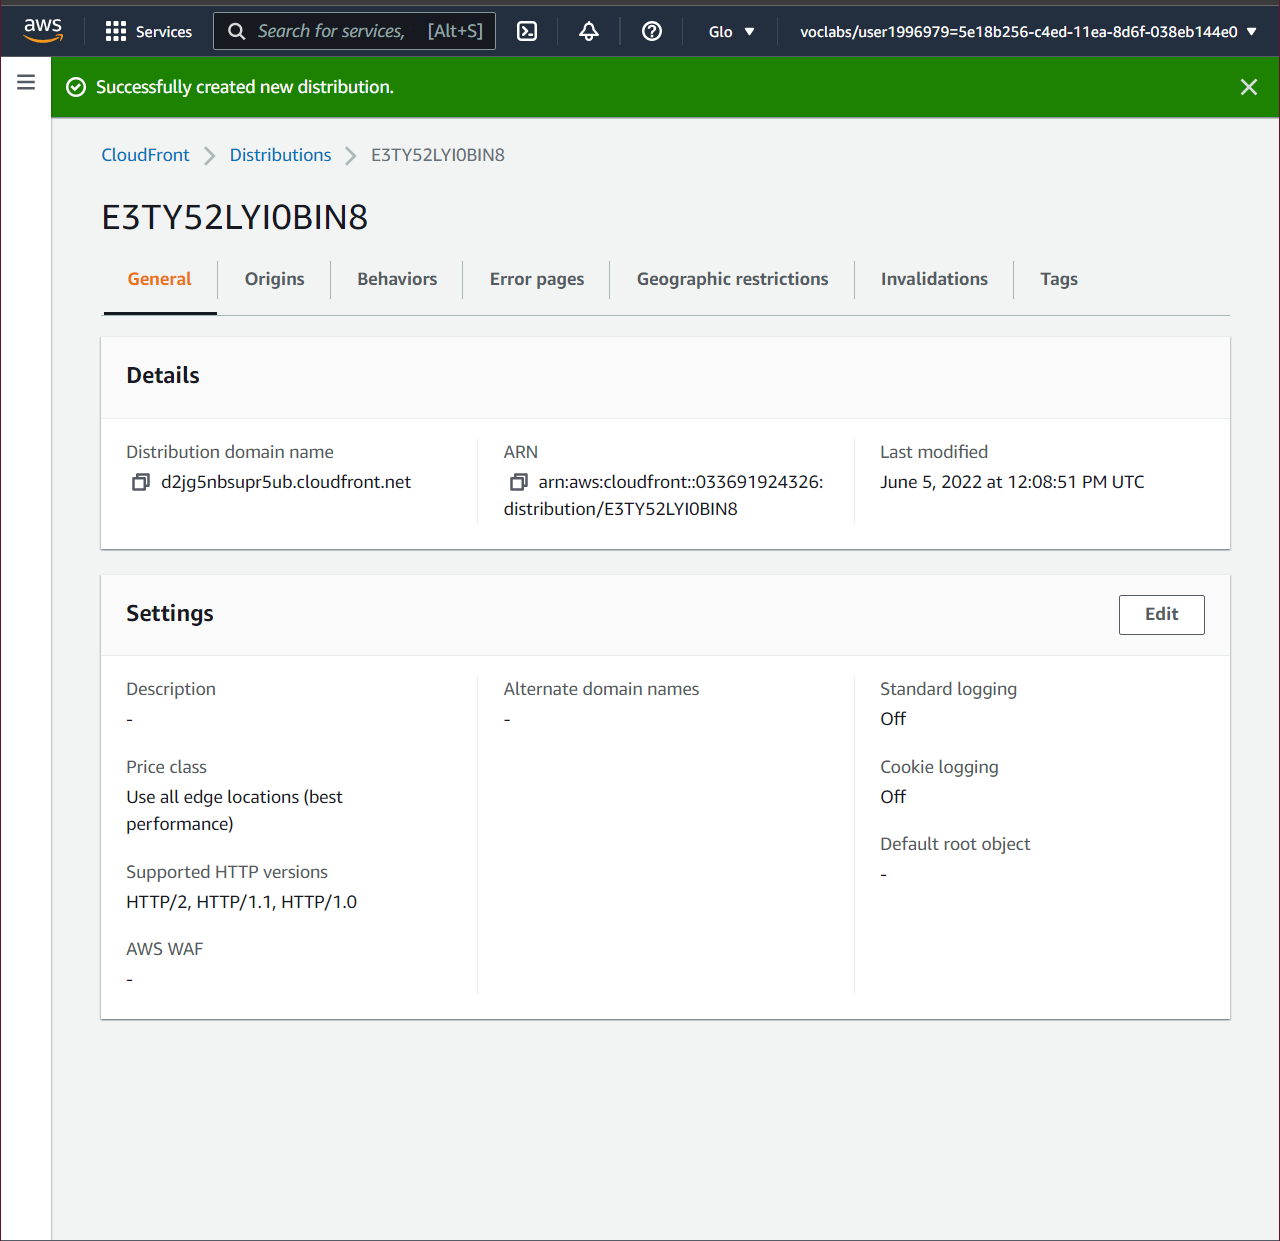 aws
Services
Search for services,
[Alt+S]
Glo
voclabs/user1996979=5e18b256-c4ed-11ea-8d6f-038eb144e0
Successfully created new distribution.
CloudFront
Distributions
E3TY52LYI0BIN8
E3TY52LYI0BIN8
General
Origins
Behaviors
Error pages
Geographic restrictions
Invalidations
Tags
Details
Distribution domain name
d2jg5nbsupr5ub.cloudfront.net
ARN
arn:aws:cloudfront::033691924326:
distribution/E3TY52LYI0BIN8
Last modified
June 5, 2022 at 12:08:51 PM UTC
Settings
Edit
Description
-
Price class
Use all edge locations (best
performance)
Supported HTTP versions
HTTP/2, HTTP/1.1, HTTP/1.0
AWS WAF
-
Alternate domain names
-
Standard logging
Off
Cookie logging
Off
Default root object
-